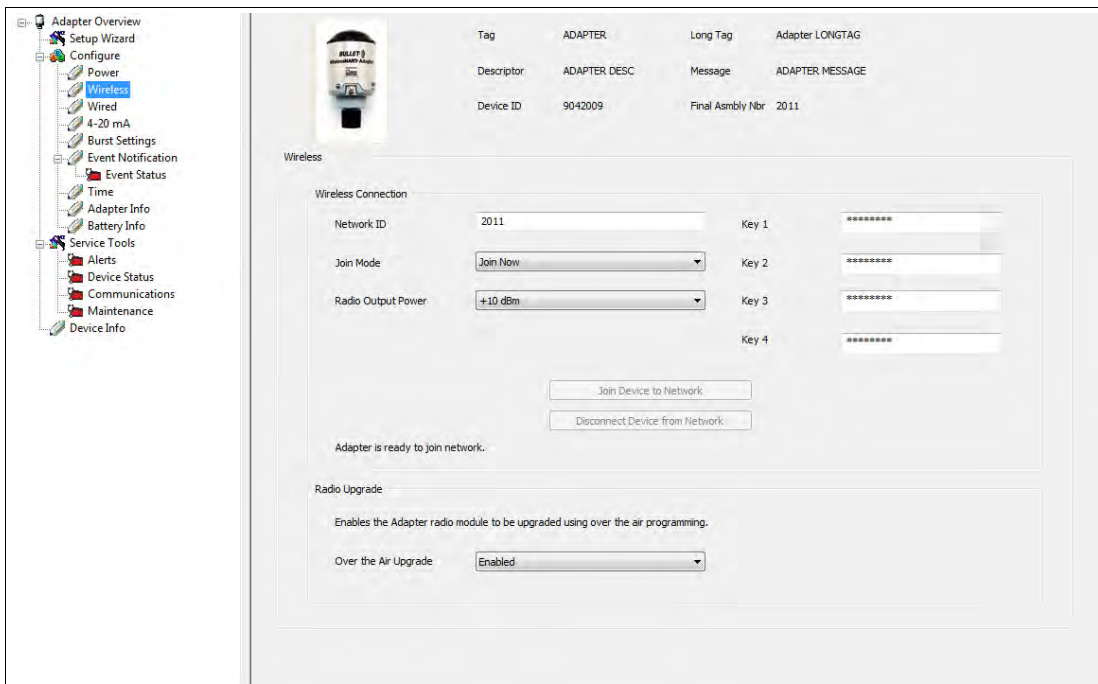 Adapter Overview
Setup Wizard
Configure
Power
Wireless
Wired
4-20 mA
Burst Settings
Event Notification
Event Status
Time
Adapter Info
Battery Info
Service Tools
Alerts
Device Status
Communications
Maintenance
Device Info
BULLET
WirelessHART Adapter
Tag ADAPTER Long Tag Adapter LONGTAG
Descriptor ADAPTER DESC Message ADAPTER MESSAGE
Device ID 9042009 Final Asmbly Nbr 2011
Wireless
Wireless Connection
Network ID 2011 Key 1 ********
Join Mode Join Now Key 2 ********
Radio Output Power +10 dBm Key 3 ********
Key 4 ********
Join Device to Network
Disconnect Device from Network
Adapter is ready to join network.
Radio Upgrade
Enables the Adapter radio module to be upgraded using over the air programming.
Over the Air Upgrade Enabled